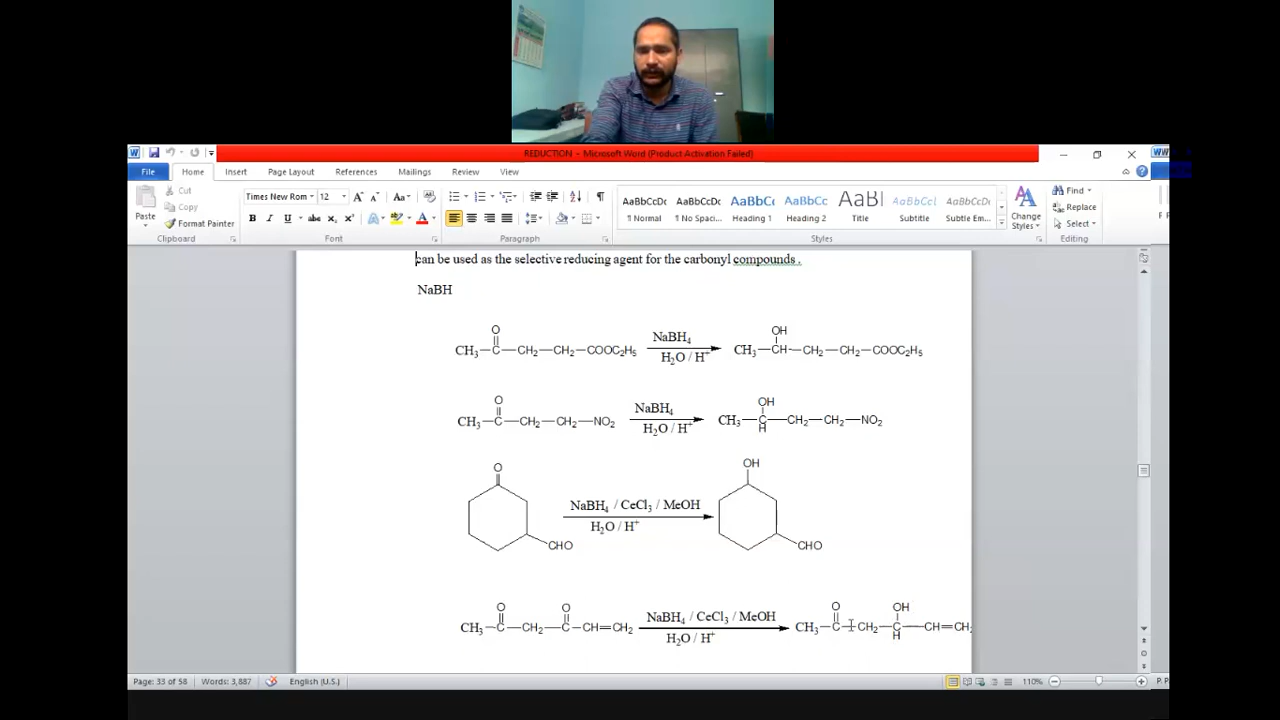 REDUCTION - Microsoft Word (Product Activation Failed)
File Home Insert Page Layout References Mailings Review View
Paste
Cut
Copy
Format Painter
Clipboard
Times New Rom 12
Font
Paragraph
AaBbCcDc AaBbCcDc AaBbCc AaBbCc AaBl AaBbCcl AaBbCcDc
¶ Normal ¶ No Spaci... Heading 1 Heading 2 Title Subtitle Subtle Em...
Styles
Change Styles
Find
Replace
Select
Editing
can be used as the selective reducing agent for the carbonyl compounds .
NaBH
O
CH3—C—CH2—CH2—COOC2H5
NaBH4
H2O / H+
OH
CH3—CH—CH2—CH2—COOC2H5
O
CH3—C—CH2—CH2—NO2
NaBH4
H2O / H+
OH
CH3—C—CH2—CH2—NO2
H
O
CHO
NaBH4 / CeCl3 / MeOH
H2O / H+
OH
CHO
O O
CH3—C—CH2—C—CH=CH2
NaBH4 / CeCl3 / MeOH
H2O / H+
O OH
CH3—C—CH2—C—CH=CH2
H
Page: 33 of 58 Words: 3,887 English (U.S.) 110%